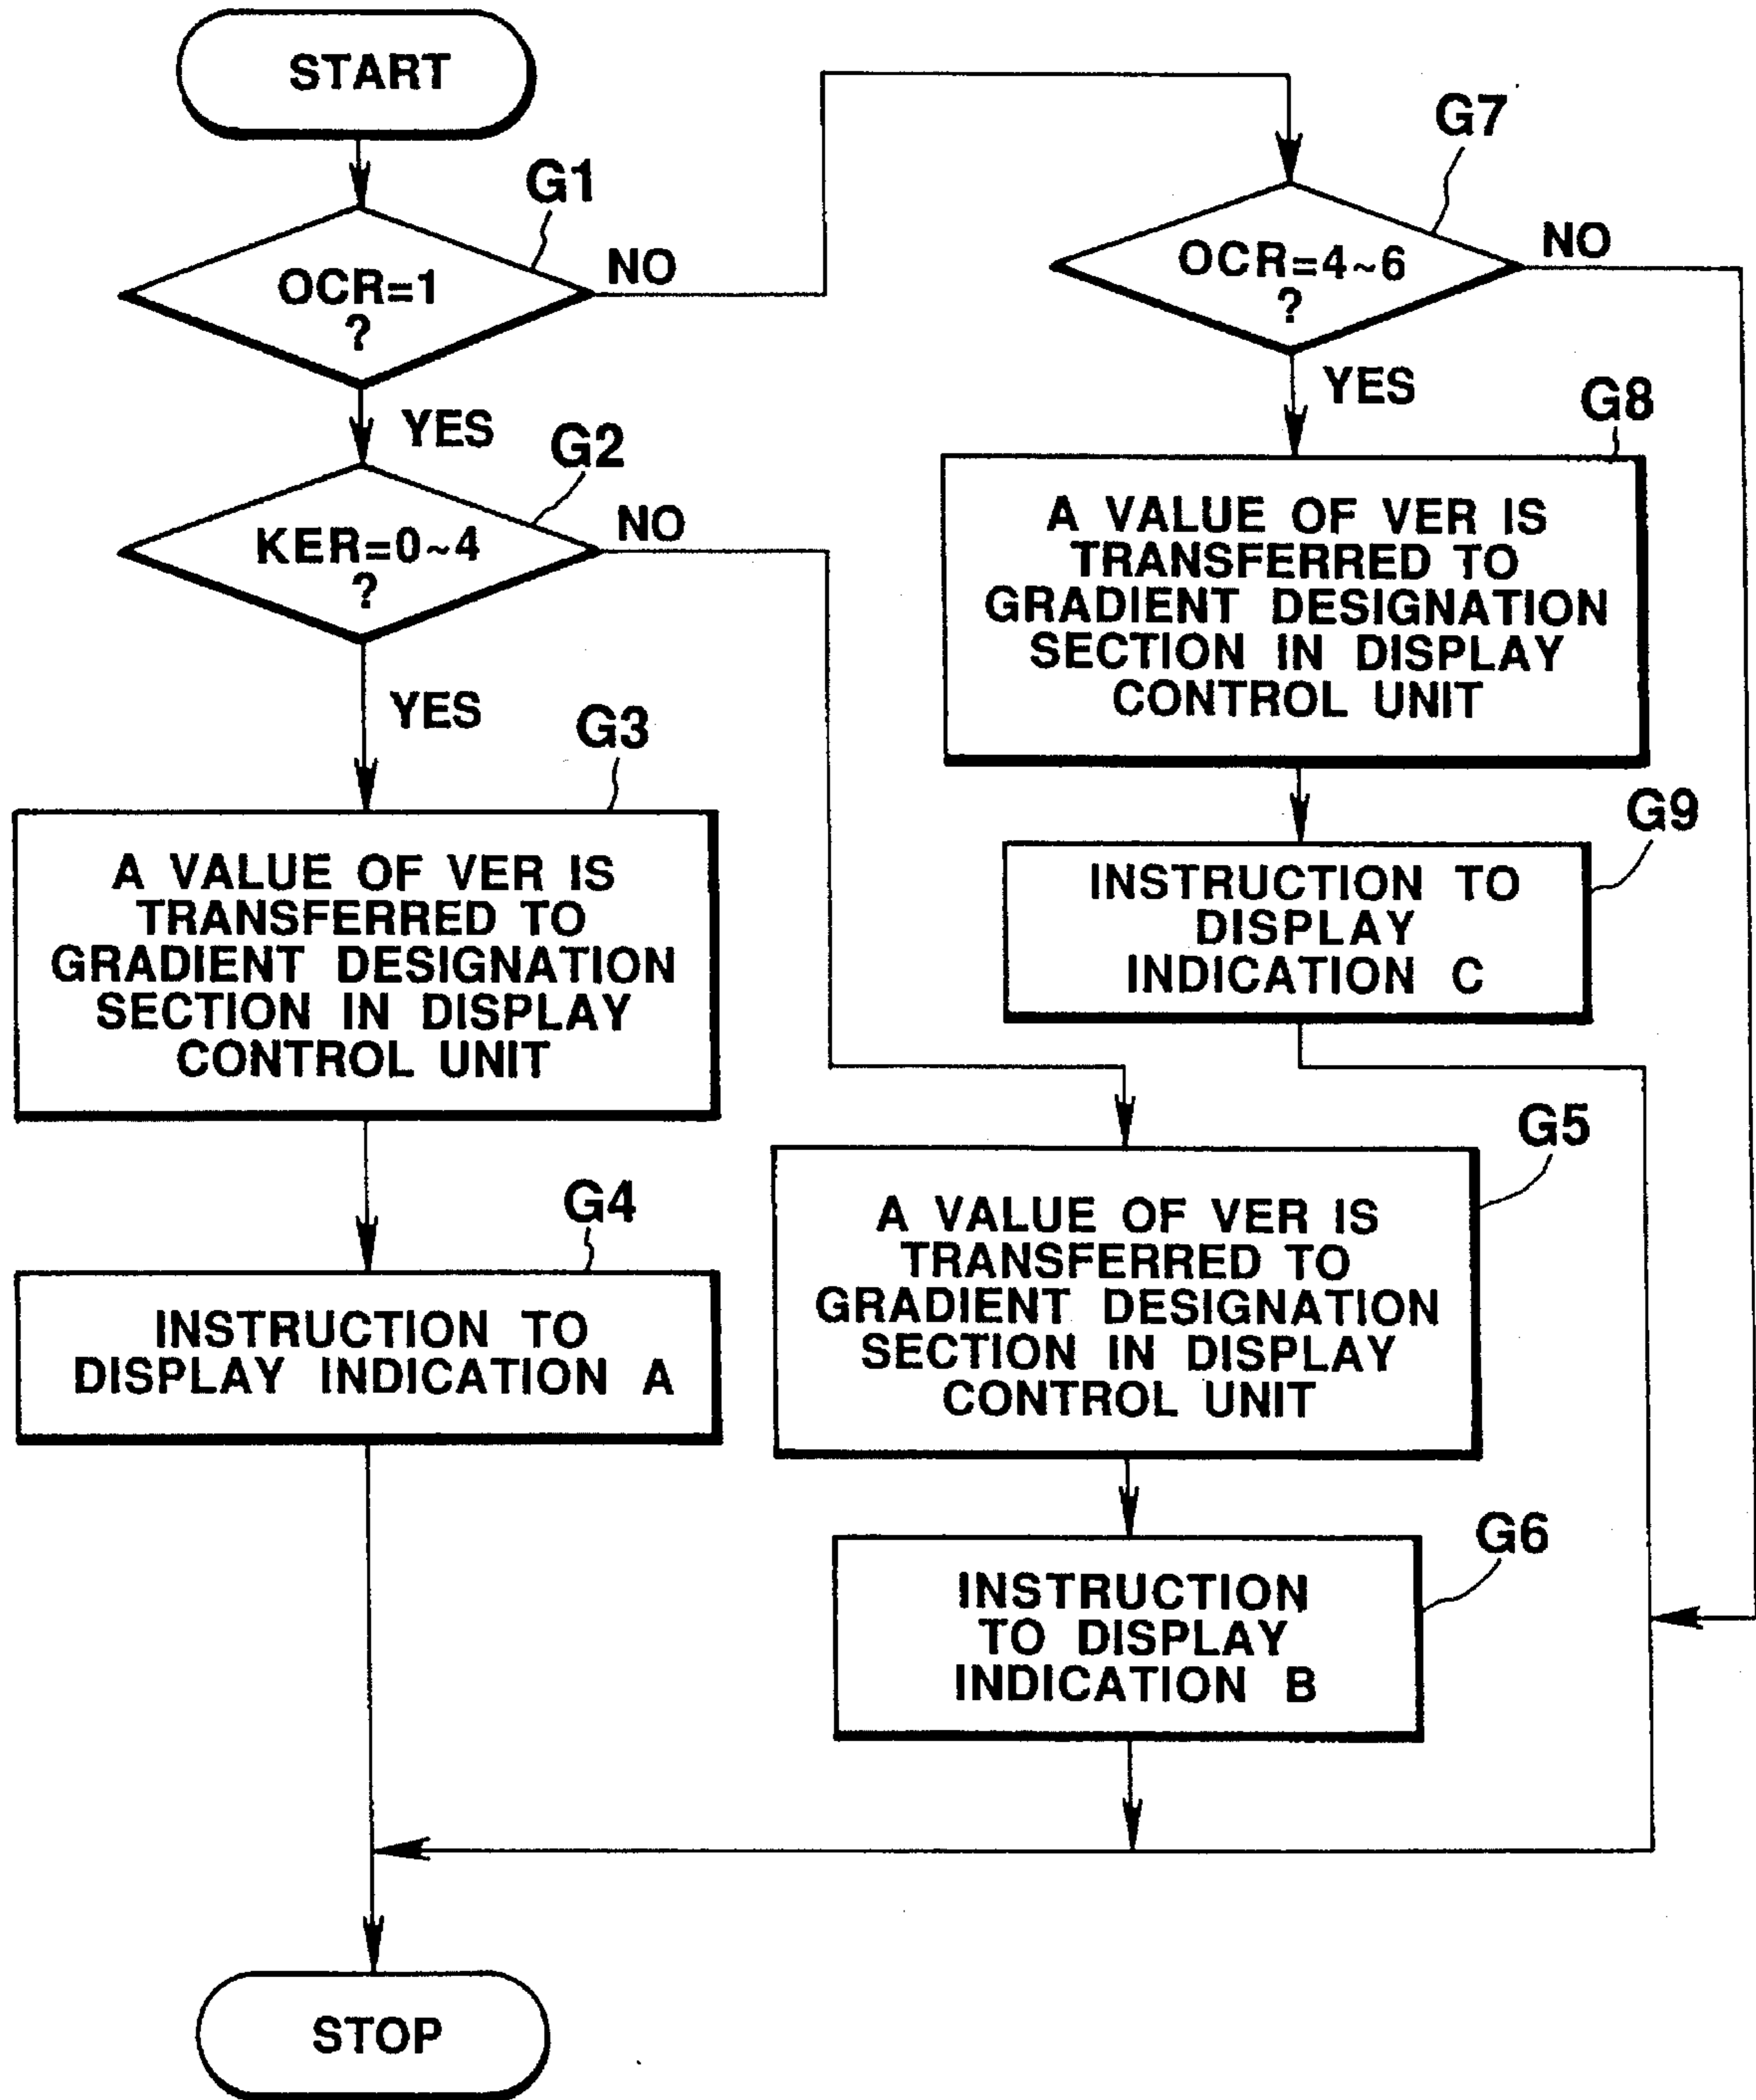 START
G1
OCR=1
?
NO
YES
G2
KER=0~4
?
NO
YES
G3
A VALUE OF VER IS
TRANSFERRED TO
GRADIENT DESIGNATION
SECTION IN DISPLAY
CONTROL UNIT
G4
INSTRUCTION TO
DISPLAY INDICATION A
G5
A VALUE OF VER IS
TRANSFERRED TO
GRADIENT DESIGNATION
SECTION IN DISPLAY
CONTROL UNIT
G6
INSTRUCTION
TO DISPLAY
INDICATION B
G7
OCR=4~6
?
NO
YES
G8
A VALUE OF VER IS
TRANSFERRED TO
GRADIENT DESIGNATION
SECTION IN DISPLAY
CONTROL UNIT
G9
INSTRUCTION TO
DISPLAY
INDICATION C
STOP